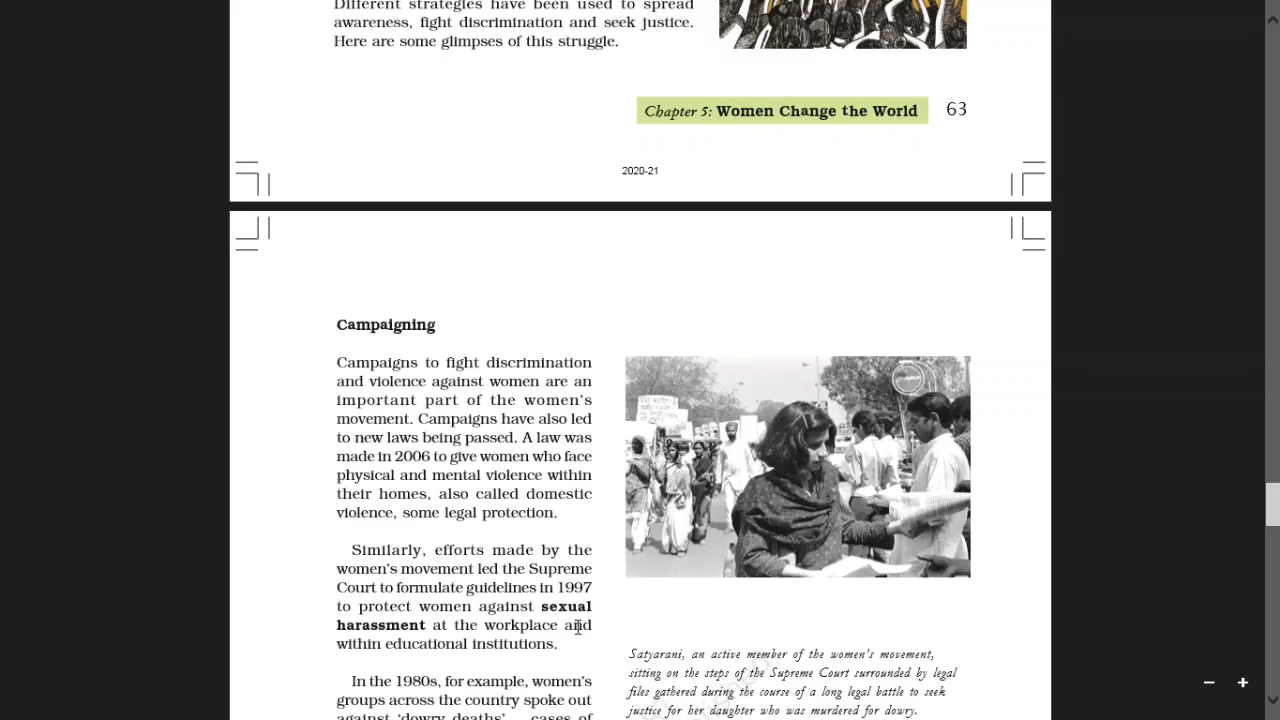 Different strategies have been used to spread
awareness, fight discrimination and seek justice.
Here are some glimpses of this struggle.
Chapter 5: Women Change the World 63
2020-21
Campaigning
Campaigns to fight discrimination
and violence against women are an
important part of the women's
movement. Campaigns have also led
to new laws being passed. A law was
made in 2006 to give women who face
physical and mental violence within
their homes, also called domestic
violence, some legal protection.
Similarly, efforts made by the
women's movement led the Supreme
Court to formulate guidelines in 1997
to protect women against sexual
harassment at the workplace and
within educational institutions.
In the 1980s, for example, women's
groups across the country spoke out
against 'dowry deaths' — cases of
Satyarani, an active member of the women's movement,
sitting on the steps of the Supreme Court surrounded by legal
files gathered during the course of a long legal battle to seek
justice for her daughter who was murdered for dowry.